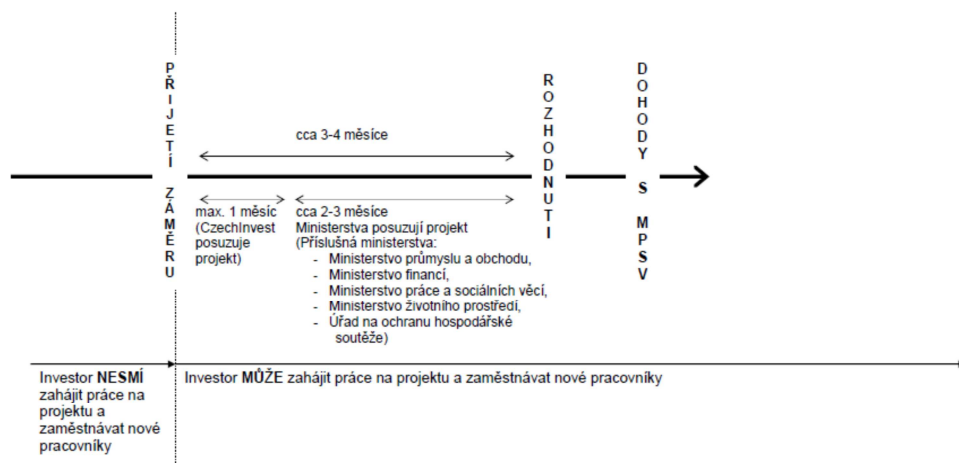 PŘIJETÍ ZÁMĚRU
cca 3-4 měsíce
ROZHODNUTI
DOHODY S MPSV
max. 1 měsíc
(CzechInvest
posuzuje
projekt)
cca 2-3 měsíce
Ministerstva posuzují projekt
(Příslušná ministerstva:
- Ministerstvo průmyslu a obchodu,
- Ministerstvo financí,
- Ministerstvo práce a sociálních věcí,
- Ministerstvo životního prostředí,
- Úřad na ochranu hospodářské
soutěže)
Investor NESMÍ
zahájit práce na
projektu a
zaměstnávat nové
pracovníky
Investor MŮŽE zahájit práce na projektu a zaměstnávat nové pracovníky